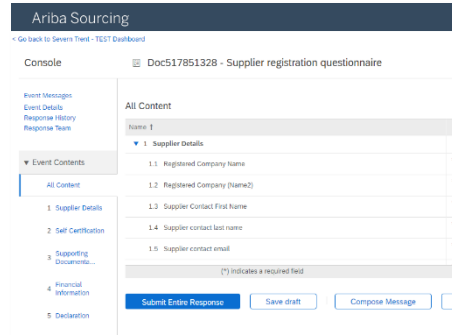 Ariba Sourcing
< Go back to Severn Trent - TEST Dashboard
Console
Doc517851328 - Supplier registration questionnaire
Event Messages
Event Details
Response History
Response Team
▼ Event Contents
All Content
1 Supplier Details
2 Self Certification
3 Supporting
Documenta...
4 Financial
Information
5 Declaration
All Content
Name ↑
▼ 1 Supplier Details
1.1 Registered Company Name
1.2 Registered Company (Name2)
1.3 Supplier Contact First Name
1.4 Supplier contact last name
1.5 Supplier contact email
(*) indicates a required field
Submit Entire Response
Save draft
Compose Message